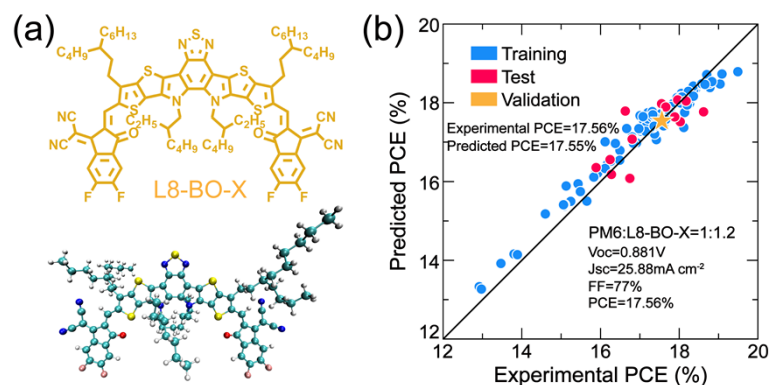 (a)
C6H13
C4H9
N
S
N
C6H13
C4H9
S
S
S
S
NC
CN
O
N
N
O
NC
CN
C2H5
C2H5
C4H9
C4H9
F
F
F
F
L8-BO-X
(b)
20
18
16
14
12
Predicted PCE (%)
Training
Test
Validation
Experimental PCE=17.56%
Predicted PCE=17.55%
PM6:L8-BO-X=1:1.2
Voc=0.881V
Jsc=25.88mA cm-2
FF=77%
PCE=17.56%
12
14
16
18
20
Experimental PCE (%)